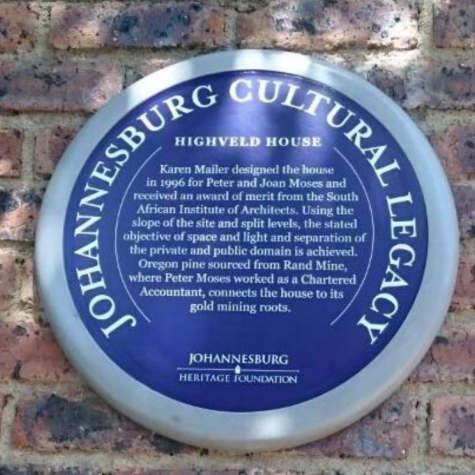 JOHANNESBURG CULTURAL LEGACY
HIGHVELD HOUSE
Karen Mailer designed the house
in 1996 for Peter and Joan Moses and
received an award of merit from the South
African Institute of Architects. Using the
slope of the site and split levels, the stated
objective of space and light and separation of
the private and public domain is achieved.
Oregon pine sourced from Rand Mine,
where Peter Moses worked as a Chartered
Accountant, connects the house to its
gold mining roots.
JOHANNESBURG
HERITAGE FOUNDATION